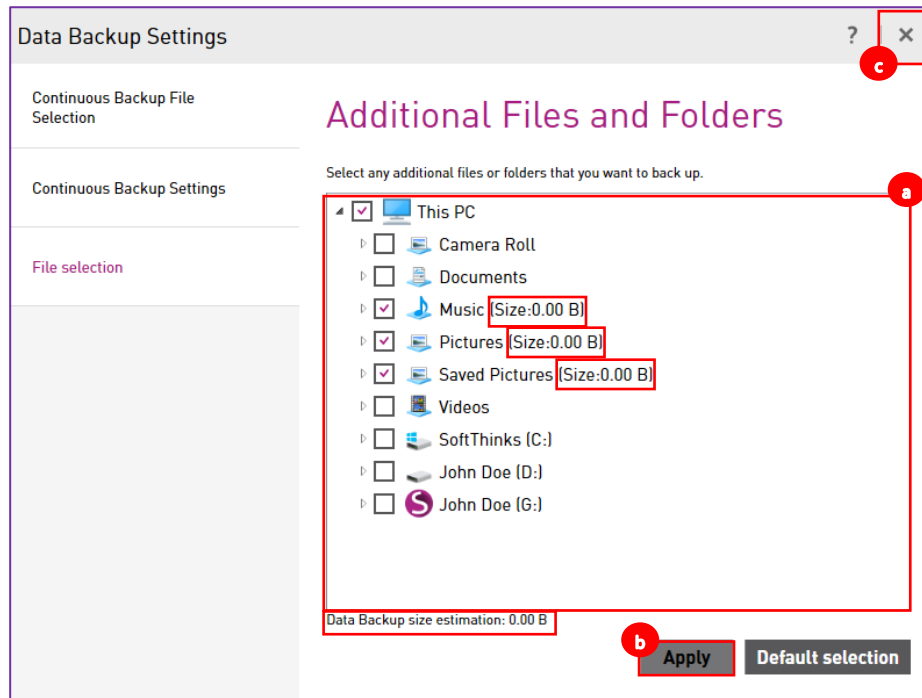 Data Backup Settings
?
×
c
Continuous Backup File
Selection
Continuous Backup Settings
File selection
Additional Files and Folders
Select any additional files or folders that you want to back up.
a
This PC
Camera Roll
Documents
Music (Size:0.00 B)
Pictures (Size:0.00 B)
Saved Pictures (Size:0.00 B)
Videos
SoftThinks (C:)
John Doe (D:)
S John Doe (G:)
Data Backup size estimation: 0.00 B
b
Apply
Default selection